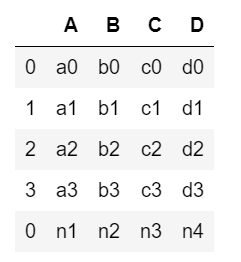 A B C D
0 a0 b0 c0 d0
1 a1 b1 c1 d1
2 a2 b2 c2 d2
3 a3 b3 c3 d3
0 n1 n2 n3 n4